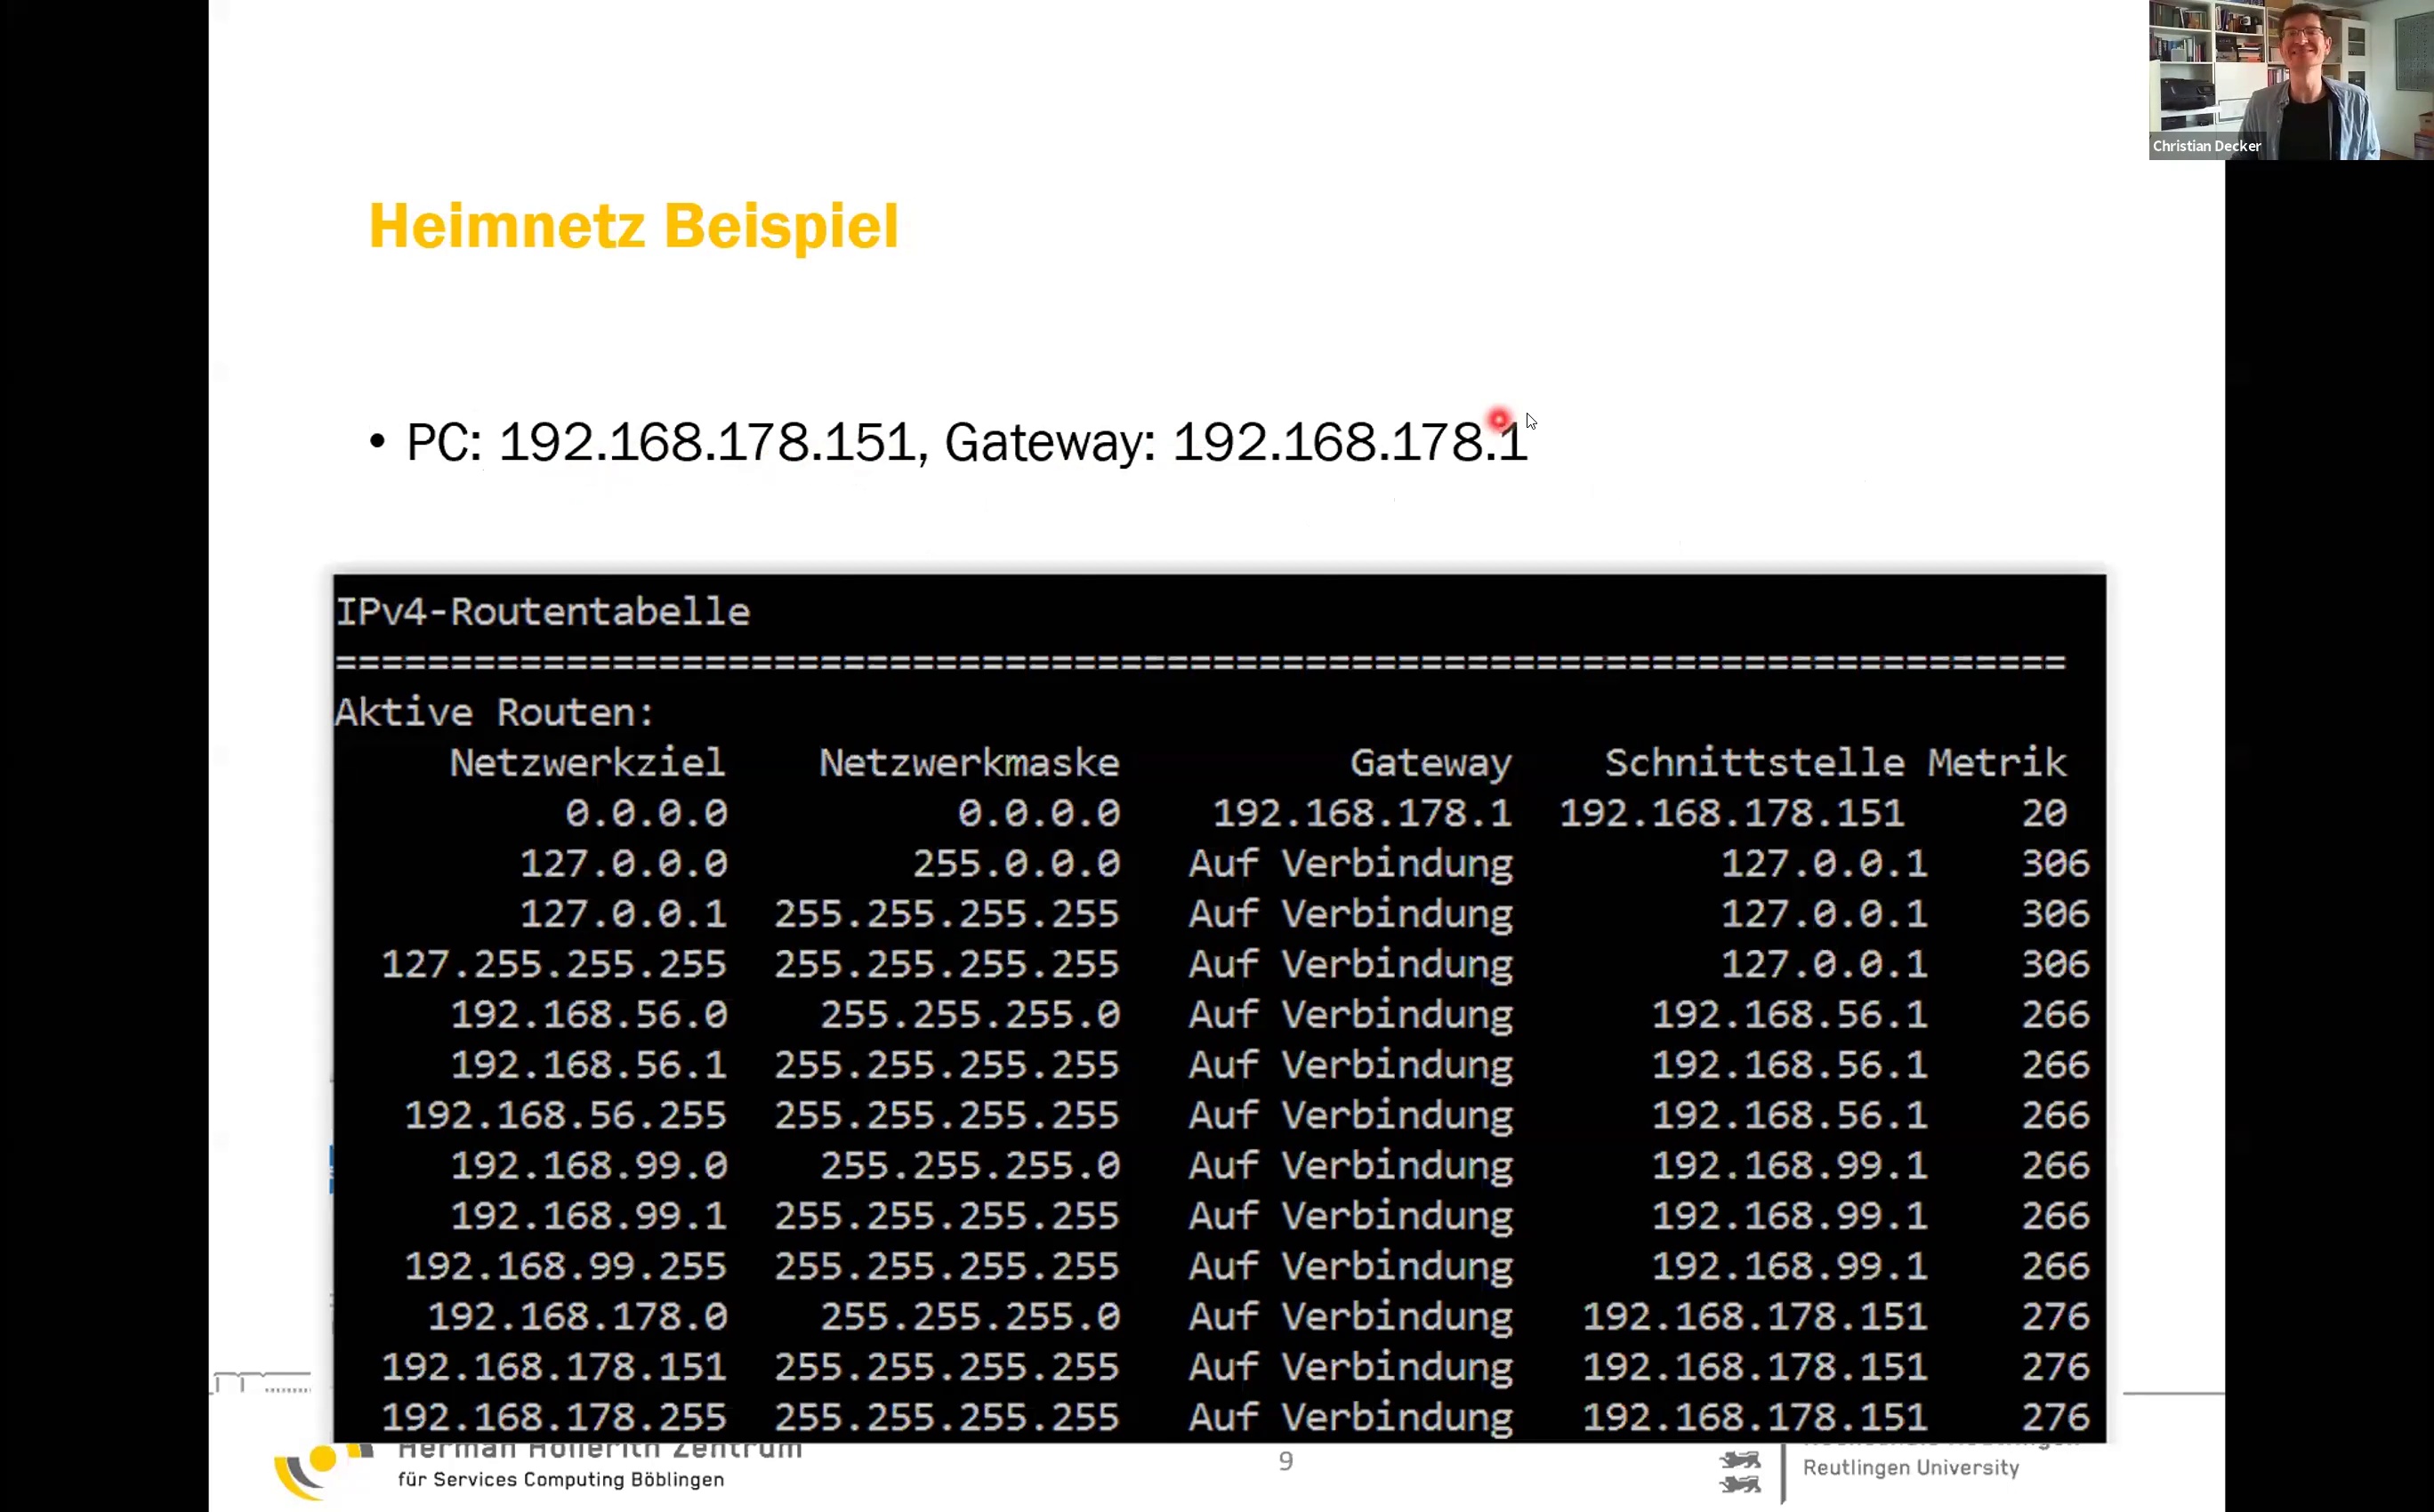 Christian Decker
Heimnetz Beispiel
• PC: 192.168.178.151, Gateway: 192.168.178.1
IPv4-Routentabelle
===========================================================================
Aktive Routen:
Netzwerkziel Netzwerkmaske Gateway Schnittstelle Metrik
0.0.0.0 0.0.0.0 192.168.178.1 192.168.178.151 20
127.0.0.0 255.0.0.0 Auf Verbindung 127.0.0.1 306
127.0.0.1 255.255.255.255 Auf Verbindung 127.0.0.1 306
127.255.255.255 255.255.255.255 Auf Verbindung 127.0.0.1 306
192.168.56.0 255.255.255.0 Auf Verbindung 192.168.56.1 266
192.168.56.1 255.255.255.255 Auf Verbindung 192.168.56.1 266
192.168.56.255 255.255.255.255 Auf Verbindung 192.168.56.1 266
192.168.99.0 255.255.255.0 Auf Verbindung 192.168.99.1 266
192.168.99.1 255.255.255.255 Auf Verbindung 192.168.99.1 266
192.168.99.255 255.255.255.255 Auf Verbindung 192.168.99.1 266
192.168.178.0 255.255.255.0 Auf Verbindung 192.168.178.151 276
192.168.178.151 255.255.255.255 Auf Verbindung 192.168.178.151 276
192.168.178.255 255.255.255.255 Auf Verbindung 192.168.178.151 276
Herman Hollerith Zentrum
für Services Computing Böblingen
9
Reutlingen University